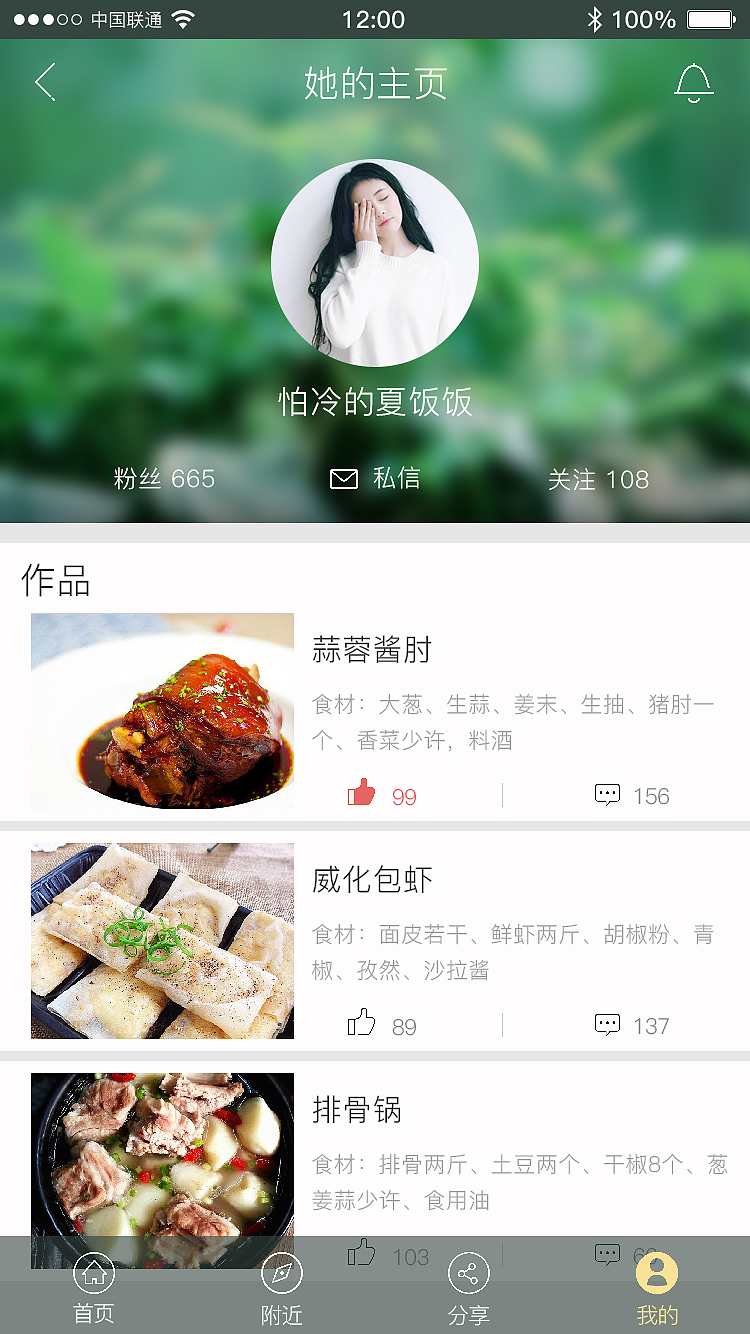 中国联通 12:00 100%
她的主页
怕冷的夏饭饭
粉丝 665 私信 关注 108
作品
蒜蓉酱肘
食材：大葱、生蒜、姜末、生抽、猪肘一
个、香菜少许，料酒
99 156
威化包虾
食材：面皮若干、鲜虾两斤、胡椒粉、青
椒、孜然、沙拉酱
89 137
排骨锅
食材：排骨两斤、土豆两个、干椒8个、葱
姜蒜少许、食用油
103
首页 附近 分享 我的